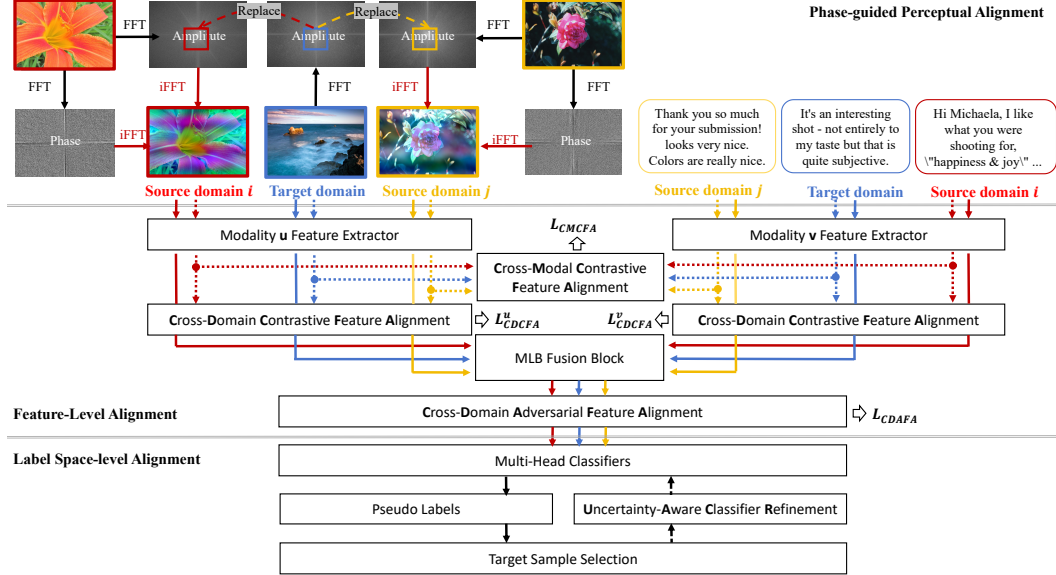 Phase-guided Perceptual Alignment
Replace
Replace
FFT
Amplitute
Amplitute
Amplitute
FFT
FFT
iFFT
FFT
iFFT
FFT
Phase
iFFT
iFFT
Phase
Thank you so much
for your submission!
looks very nice.
Colors are really nice.
It's an interesting
shot - not entirely to
my taste but that is
quite subjective.
Hi Michaela, I like
what you were
shooting for,
\"happiness & joy\" ...
Source domain i
Target domain
Source domain j
Source domain j
Target domain
Source domain i
Modality u Feature Extractor
L_CMCFA
Modality v Feature Extractor
Cross-Modal Contrastive
Feature Alignment
Cross-Domain Contrastive Feature Alignment
L^u_CDCFA
L^v_CDCFA
Cross-Domain Contrastive Feature Alignment
MLB Fusion Block
Feature-Level Alignment
Cross-Domain Adversarial Feature Alignment
L_CDAFA
Label Space-level Alignment
Multi-Head Classifiers
Pseudo Labels
Uncertainty-Aware Classifier Refinement
Target Sample Selection